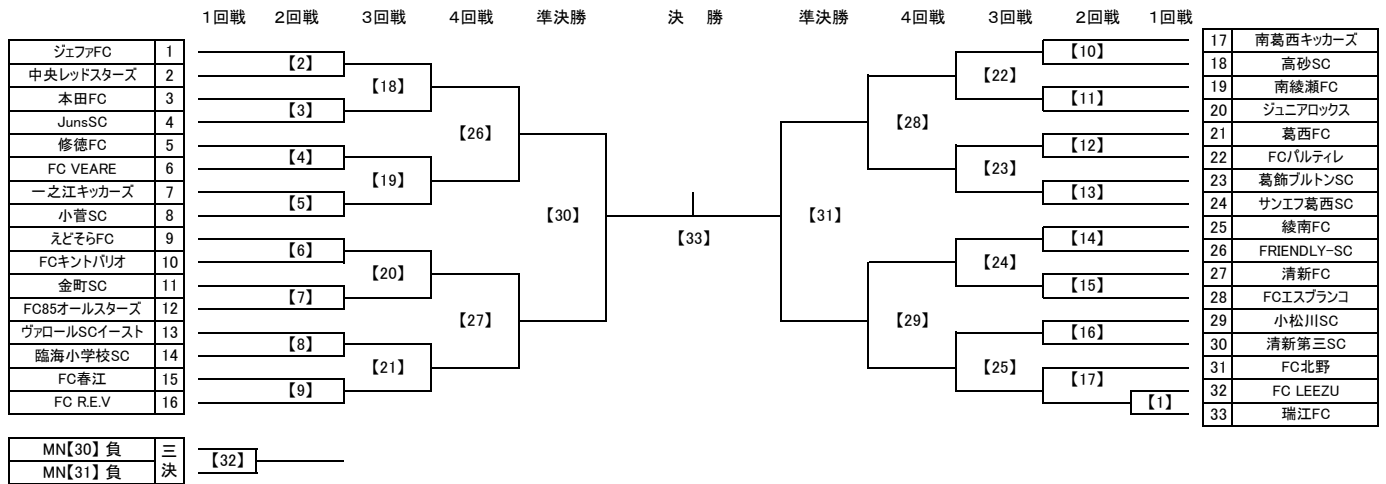 1回戦 2回戦 3回戦 4回戦 準決勝 決 勝 準決勝 4回戦 3回戦 2回戦 1回戦
ジェファFC 1
中央レッドスターズ 2
本田FC 3
JunsSC 4
修徳FC 5
FC VEARE 6
一之江キッカーズ 7
小菅SC 8
えどそらFC 9
FCキントバリオ 10
金町SC 11
FC85オールスターズ 12
ヴァロールSCイースト 13
臨海小学校SC 14
FC春江 15
FC R.E.V 16
【2】
【3】
【4】
【5】
【6】
【7】
【8】
【9】
【18】
【19】
【20】
【21】
【26】
【27】
【30】
【33】
【31】
【28】
【29】
【22】
【23】
【24】
【25】
【10】
【11】
【12】
【13】
【14】
【15】
【16】
【17】
【1】
17 南葛西キッカーズ
18 高砂SC
19 南綾瀬FC
20 ジュニアロックス
21 葛西FC
22 FCパルティレ
23 葛飾ブルトンSC
24 サンエフ葛西SC
25 綾南FC
26 FRIENDLY-SC
27 清新FC
28 FCエスブランコ
29 小松川SC
30 清新第三SC
31 FC北野
32 FC LEEZU
33 瑞江FC
MN【30】 負
MN【31】 負
三決
【32】